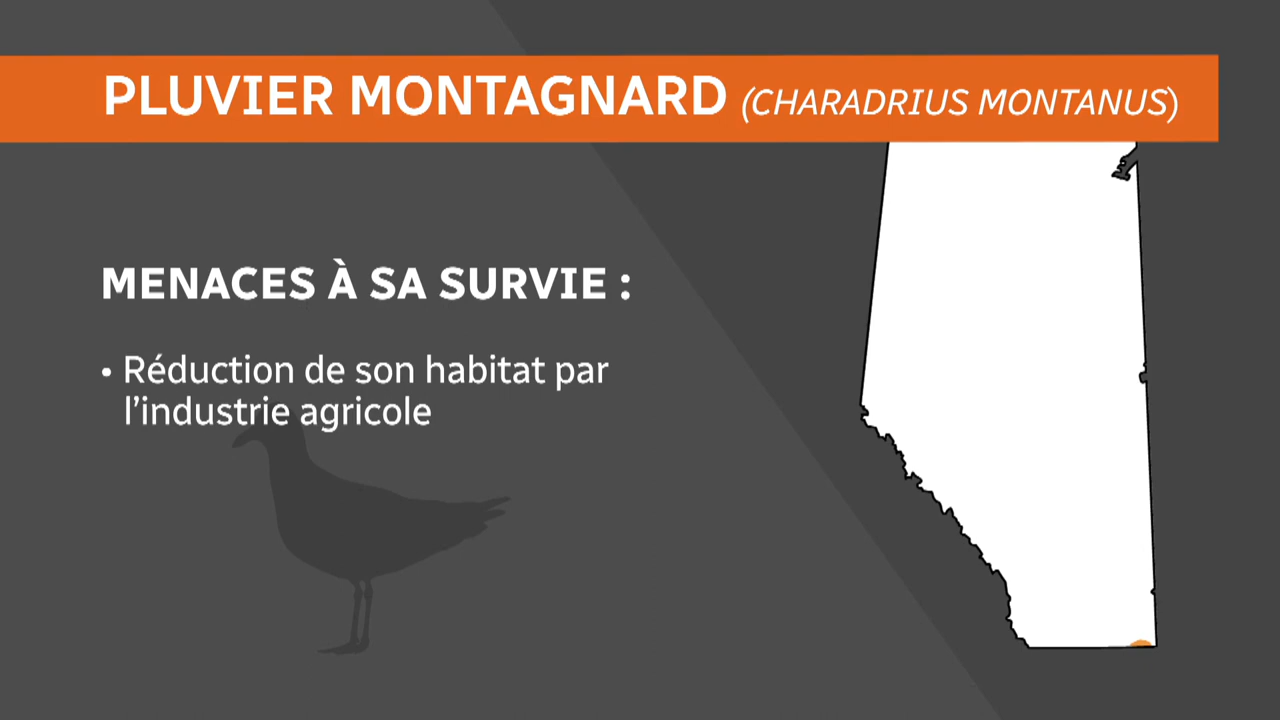 PLUVIER MONTAGNARD (CHARADRIUS MONTANUS)
MENACES À SA SURVIE :
• Réduction de son habitat par
l’industrie agricole